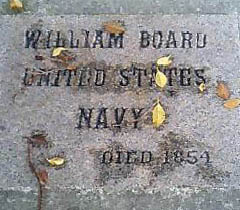 WILLIAM BOARD
UNITED STATES
NAVY
DIED 1854